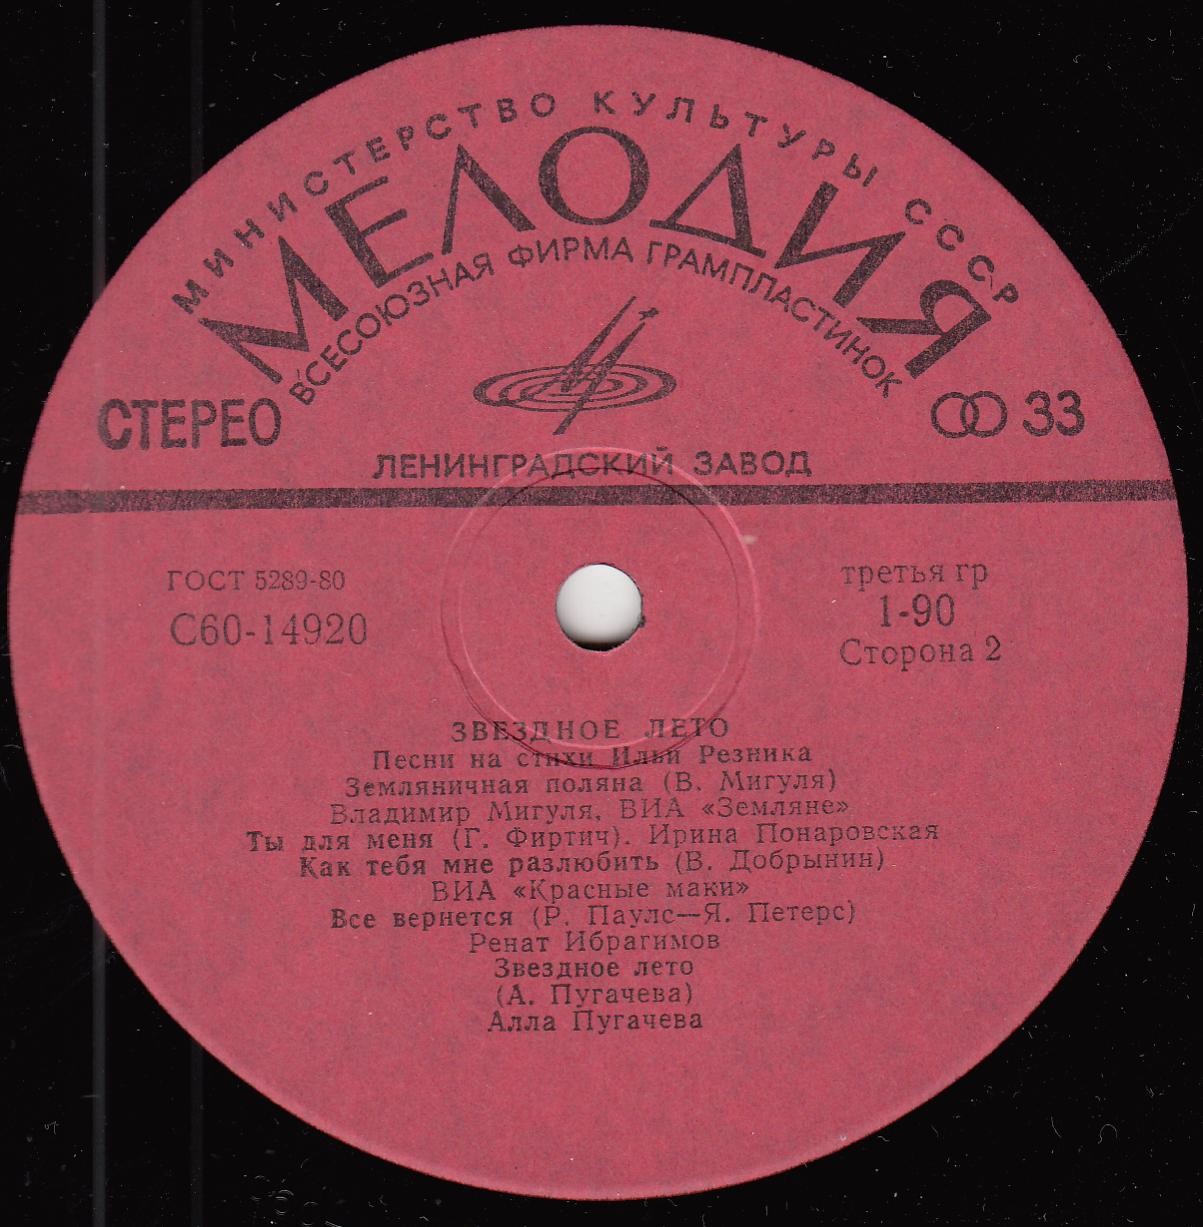 МИНИСТЕРСТВО КУЛЬТУРЫ СССР
МЕЛОДИЯ
ВСЕСОЮЗНАЯ ФИРМА ГРАМПЛАСТИНОК
СТЕРЕО
33
ЛЕНИНГРАДСКИЙ ЗАВОД
ГОСТ 5289-80
С60-14920
третья гр
1-90
Сторона 2
ЗВЕЗДНОЕ ЛЕТО
Песни на стихи Ильи Резника
Земляничная поляна (В. Мигуля)
Владимир Мигуля, ВИА «Земляне»
Ты для меня (Г. Фиртич). Ирина Понаровская
Как тебя мне разлюбить (В. Добрынин)
ВИА «Красные маки»
Все вернется (Р. Паулс—Я. Петерс)
Ренат Ибрагимов
Звездное лето
(А. Пугачева)
Алла Пугачева